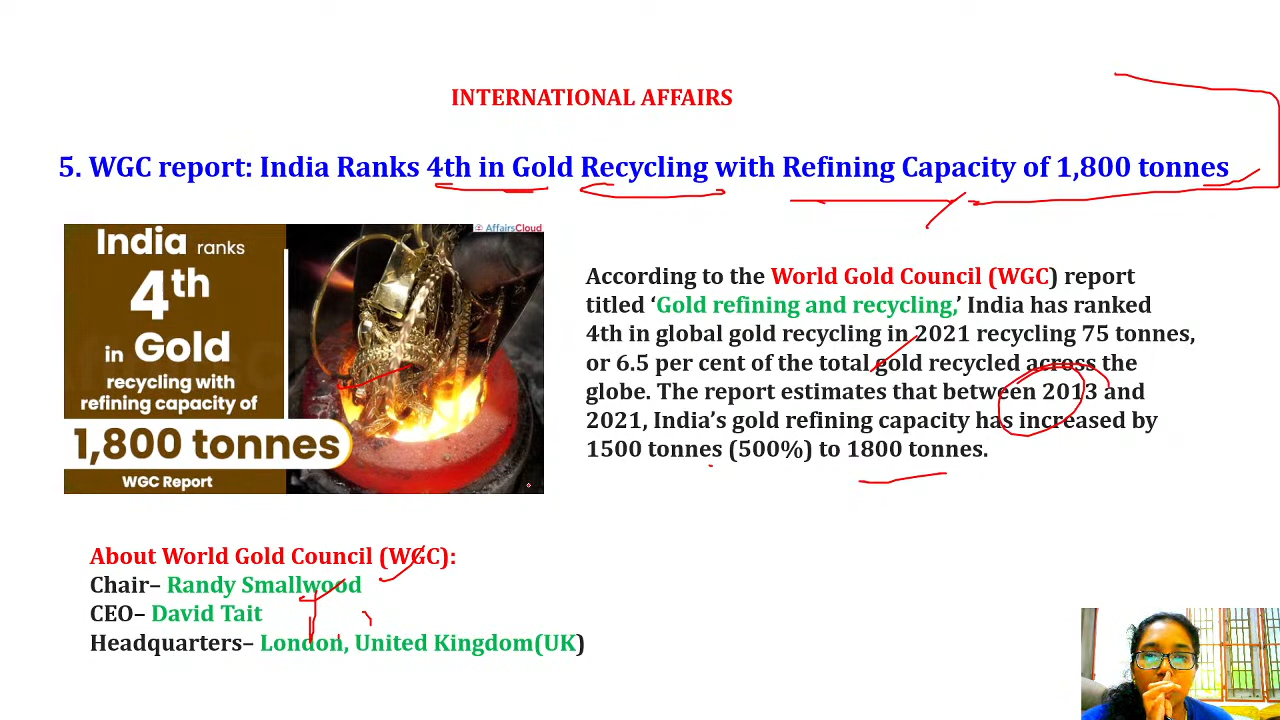 INTERNATIONAL AFFAIRS
5. WGC report: India Ranks 4th in Gold Recycling with Refining Capacity of 1,800 tonnes
AffairsCloud
India ranks
4th
in Gold
recycling with
refining capacity of
1,800 tonnes
WGC Report
According to the World Gold Council (WGC) report
titled ‘Gold refining and recycling,’ India has ranked
4th in global gold recycling in 2021 recycling 75 tonnes,
or 6.5 per cent of the total gold recycled across the
globe. The report estimates that between 2013 and
2021, India’s gold refining capacity has increased by
1500 tonnes (500%) to 1800 tonnes.
About World Gold Council (WGC):
Chair– Randy Smallwood
CEO– David Tait
Headquarters– London, United Kingdom(UK)